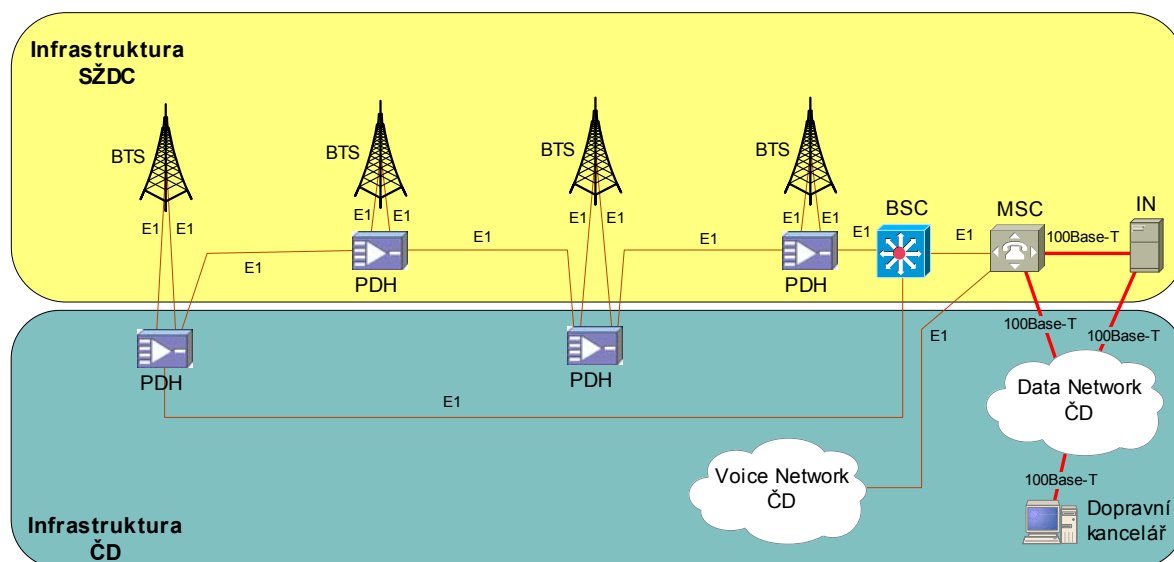 Infrastruktura
SŽDC
BTS
BTS
BTS
BTS
E1
E1
E1
E1
E1
E1
E1
E1
BSC
MSC
IN
E1
E1
E1
E1
E1
100Base-T
PDH
PDH
100Base-T
100Base-T
E1
PDH
PDH
E1
Data Network
ČD
Voice Network
ČD
100Base-T
Dopravní
kancelář
Infrastruktura
ČD